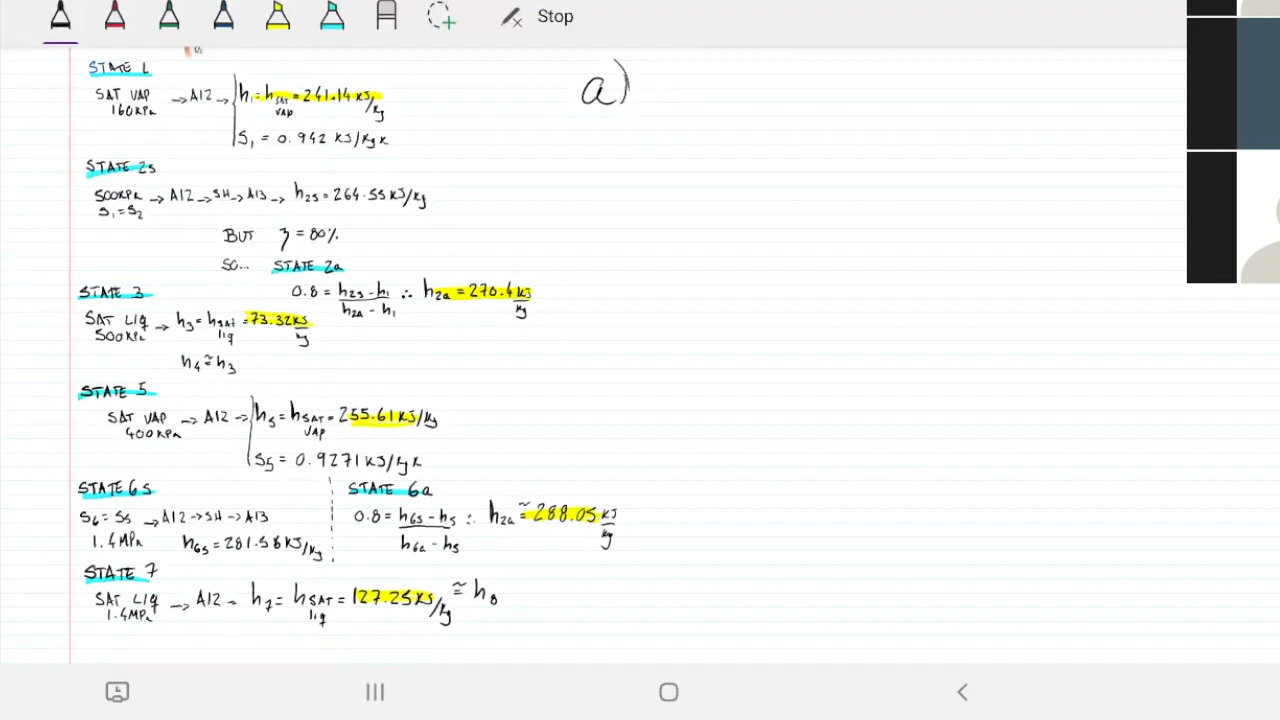 Stop
STATE 1
a)
SAT VAP → A12 → h₁ = h SAT VAP = 241.14 KJ/kg
160KPa
S₁ = 0.942 KJ/kgK
STATE 2s
500KPa → A12 → SH → A13 → h₂s = 264.55 KJ/kg
S₁ = S₂
BUT η = 80%
SO... STATE 2a
STATE 3
0.8 = h₂s - h₁ / h₂a - h₁ ∴ h₂a = 270.4 KJ/kg
SAT LIQ → h₃ = h SAT liq = 73.32 KJ/kg
500KPa
h₄ ≅ h₃
STATE 5
SAT VAP → A12 → h₅ = h SAT VAP = 255.61 KJ/kg
400KPa
S₅ = 0.9271 KJ/kgK
STATE 6s
STATE 6a
S₆ = S₅ → A12 → SH → A13
1.4MPa h₆s = 281.58 KJ/kg
0.8 = h₆s - h₅ / h₆a - h₅ ∴ h₂a ≅ 288.05 KJ/kg
STATE 7
SAT LIQ → A12 → h₇ = h SAT liq = 127.25 KJ/kg ≅ h₈
1.4MPa